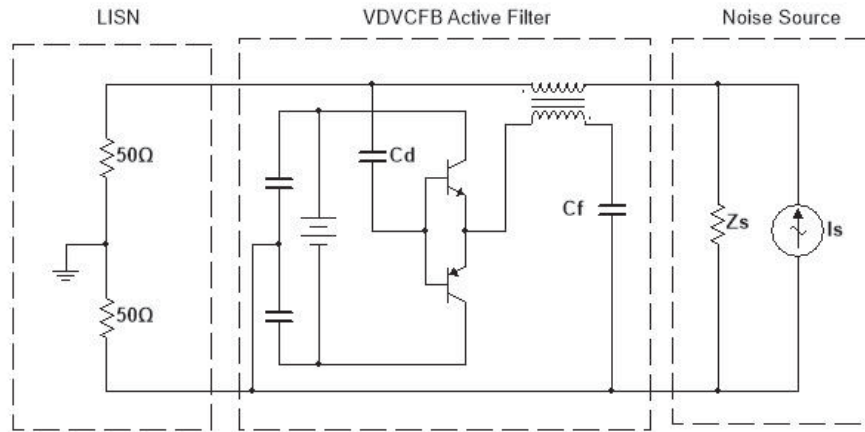 LISN
VDVCFB Active Filter
Noise Source
50Ω
Cd
Cf
Zs
Is
50Ω